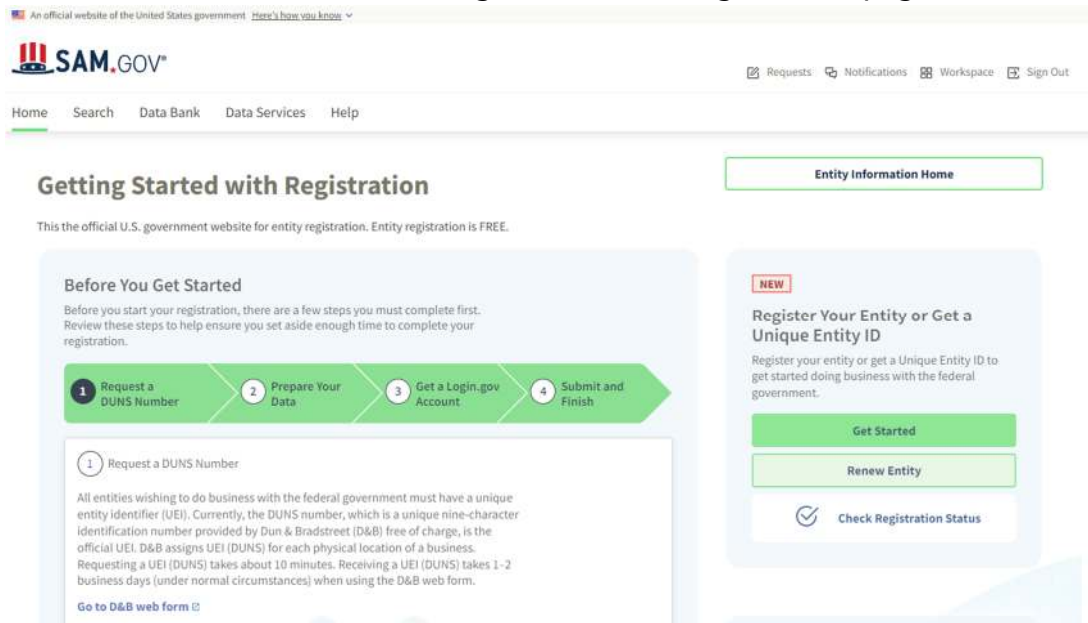 An official website of the United States government Here's how you know
SAM.GOV®
Requests Notifications Workspace Sign Out
Home Search Data Bank Data Services Help
Getting Started with Registration
This the official U.S. government website for entity registration. Entity registration is FREE.
Before You Get Started
Before you start your registration, there are a few steps you must complete first.
Review these steps to help ensure you set aside enough time to complete your
registration.
1 Request a
DUNS Number
2 Prepare Your
Data
3 Get a Login.gov
Account
4 Submit and
Finish
1 Request a DUNS Number
All entities wishing to do business with the federal government must have a unique
entity identifier (UEI). Currently, the DUNS number, which is a unique nine-character
identification number provided by Dun & Bradstreet (D&B) free of charge, is the
official UEI. D&B assigns UEI (DUNS) for each physical location of a business.
Requesting a UEI (DUNS) takes about 10 minutes. Receiving a UEI (DUNS) takes 1-2
business days (under normal circumstances) when using the D&B web form.
Go to D&B web form
Entity Information Home
NEW
Register Your Entity or Get a
Unique Entity ID
Register your entity or get a Unique Entity ID to
get started doing business with the federal
government.
Get Started
Renew Entity
Check Registration Status